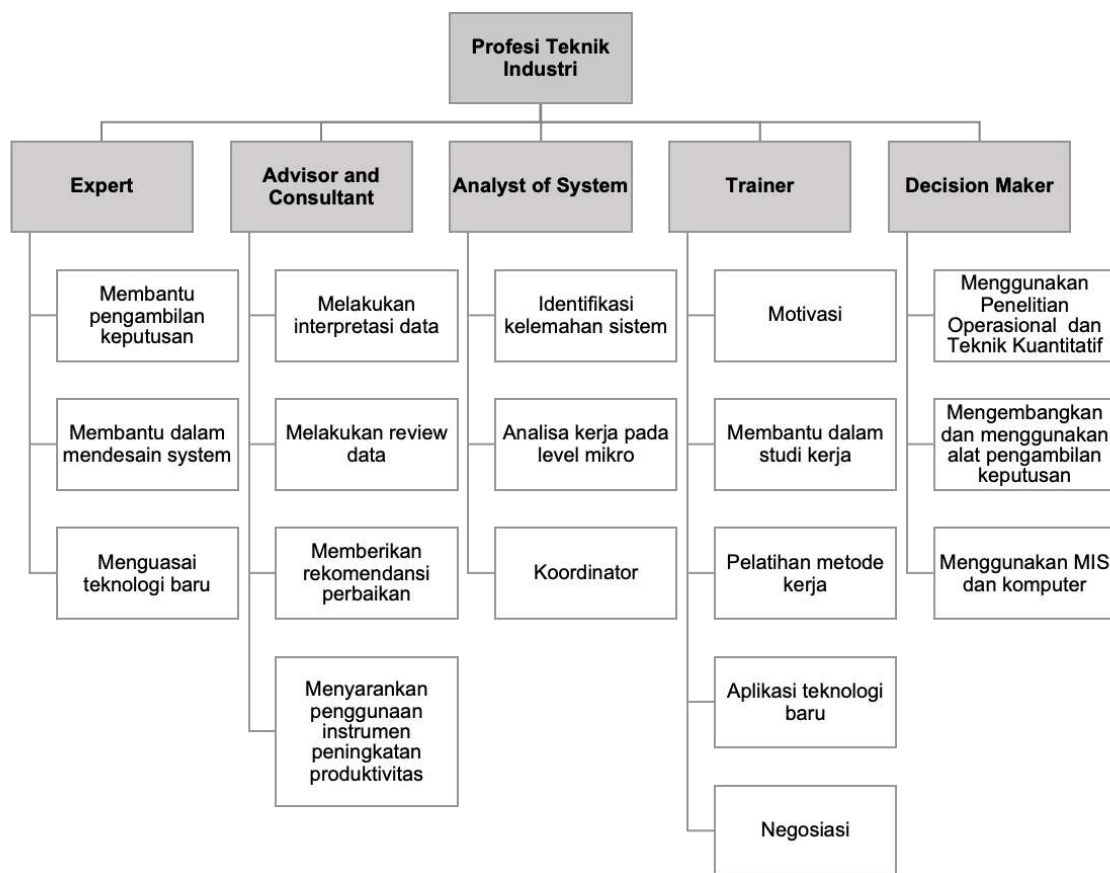 Profesi Teknik
Industri
Expert
Advisor and
Consultant
Analyst of System
Trainer
Decision Maker
Membantu
pengambilan
keputusan
Membantu dalam
mendesain system
Menguasai
teknologi baru
Melakukan
interpretasi data
Melakukan review
data
Memberikan
rekomendansi
perbaikan
Menyarankan
penggunaan
instrumen
peningkatan
produktivitas
Identifikasi
kelemahan sistem
Analisa kerja pada
level mikro
Koordinator
Motivasi
Membantu dalam
studi kerja
Pelatihan metode
kerja
Aplikasi teknologi
baru
Negosiasi
Menggunakan
Penelitian
Operasional dan
Teknik Kuantitatif
Mengembangkan
dan menggunakan
alat pengambilan
keputusan
Menggunakan MIS
dan komputer